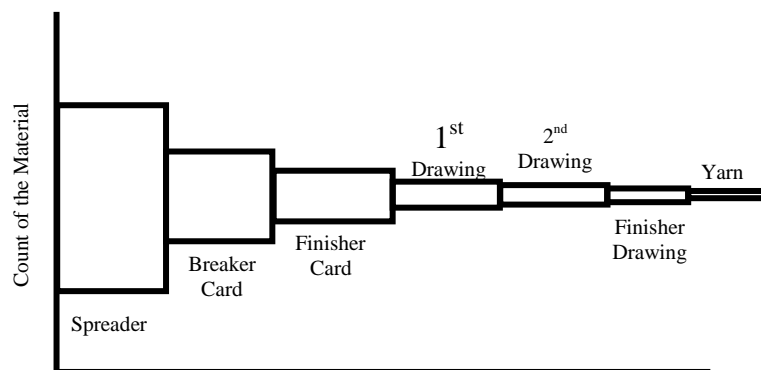 Count of the Material
Spreader
Breaker
Card
Finisher
Card
1st
Drawing
2nd
Drawing
Finisher
Drawing
Yarn